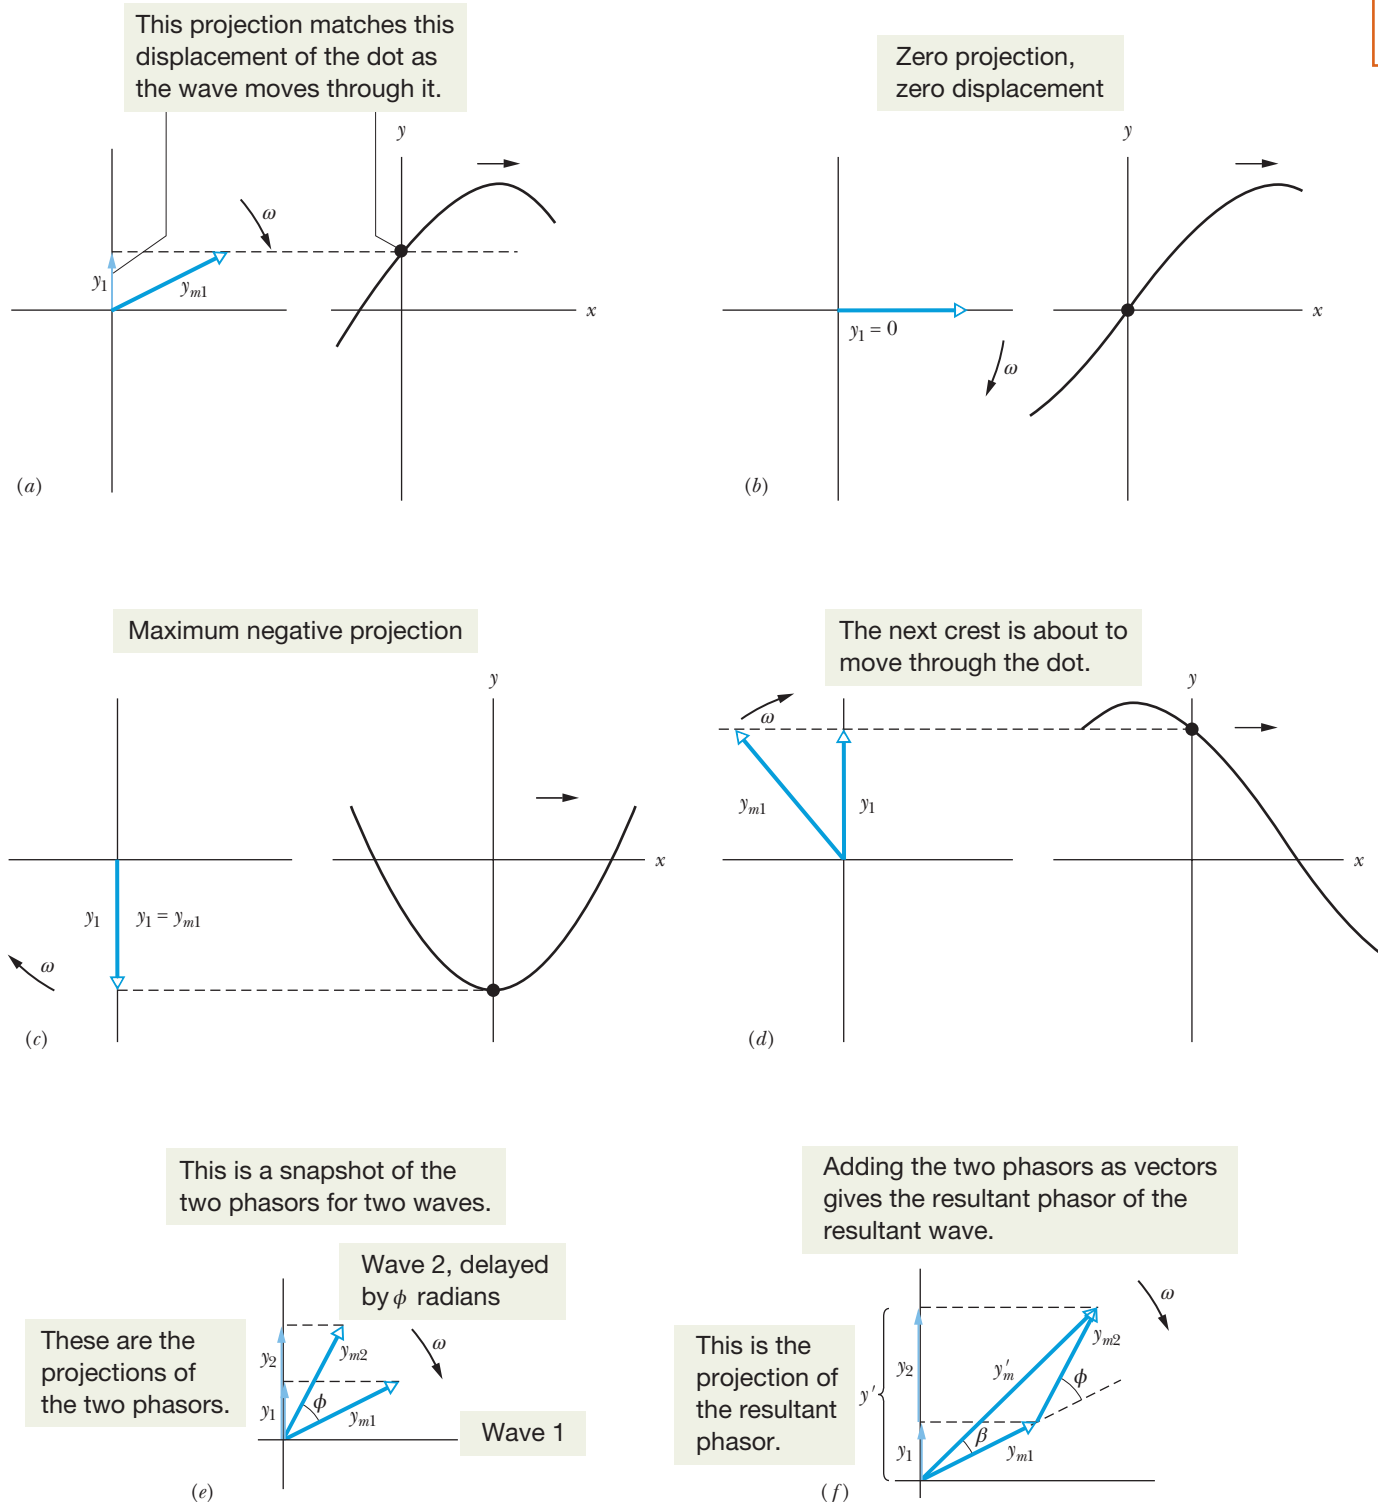 This projection matches this
displacement of the dot as
the wave moves through it.
y
ω
y1
ym1
x
(a)
Zero projection,
zero displacement
y
y1 = 0
ω
x
(b)
Maximum negative projection
y
x
y1
y1 = ym1
ω
(c)
The next crest is about to
move through the dot.
y
ω
ym1
y1
x
(d)
This is a snapshot of the
two phasors for two waves.
Wave 2, delayed
by ϕ radians
These are the
projections of
the two phasors.
y2
ym2
ω
y1
ϕ
ym1
Wave 1
(e)
Adding the two phasors as vectors
gives the resultant phasor of the
resultant wave.
ω
This is the
projection of
the resultant
phasor.
y′
y2
y′m
ym2
ϕ
y1
β
ym1
(f)